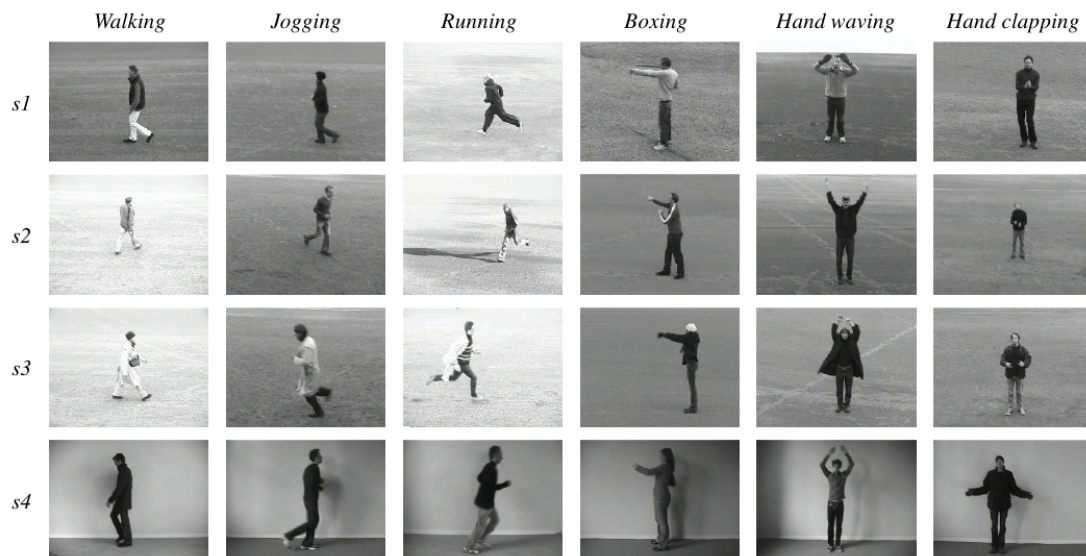 Walking Jogging Running Boxing Hand waving Hand clapping
s1
s2
s3
s4